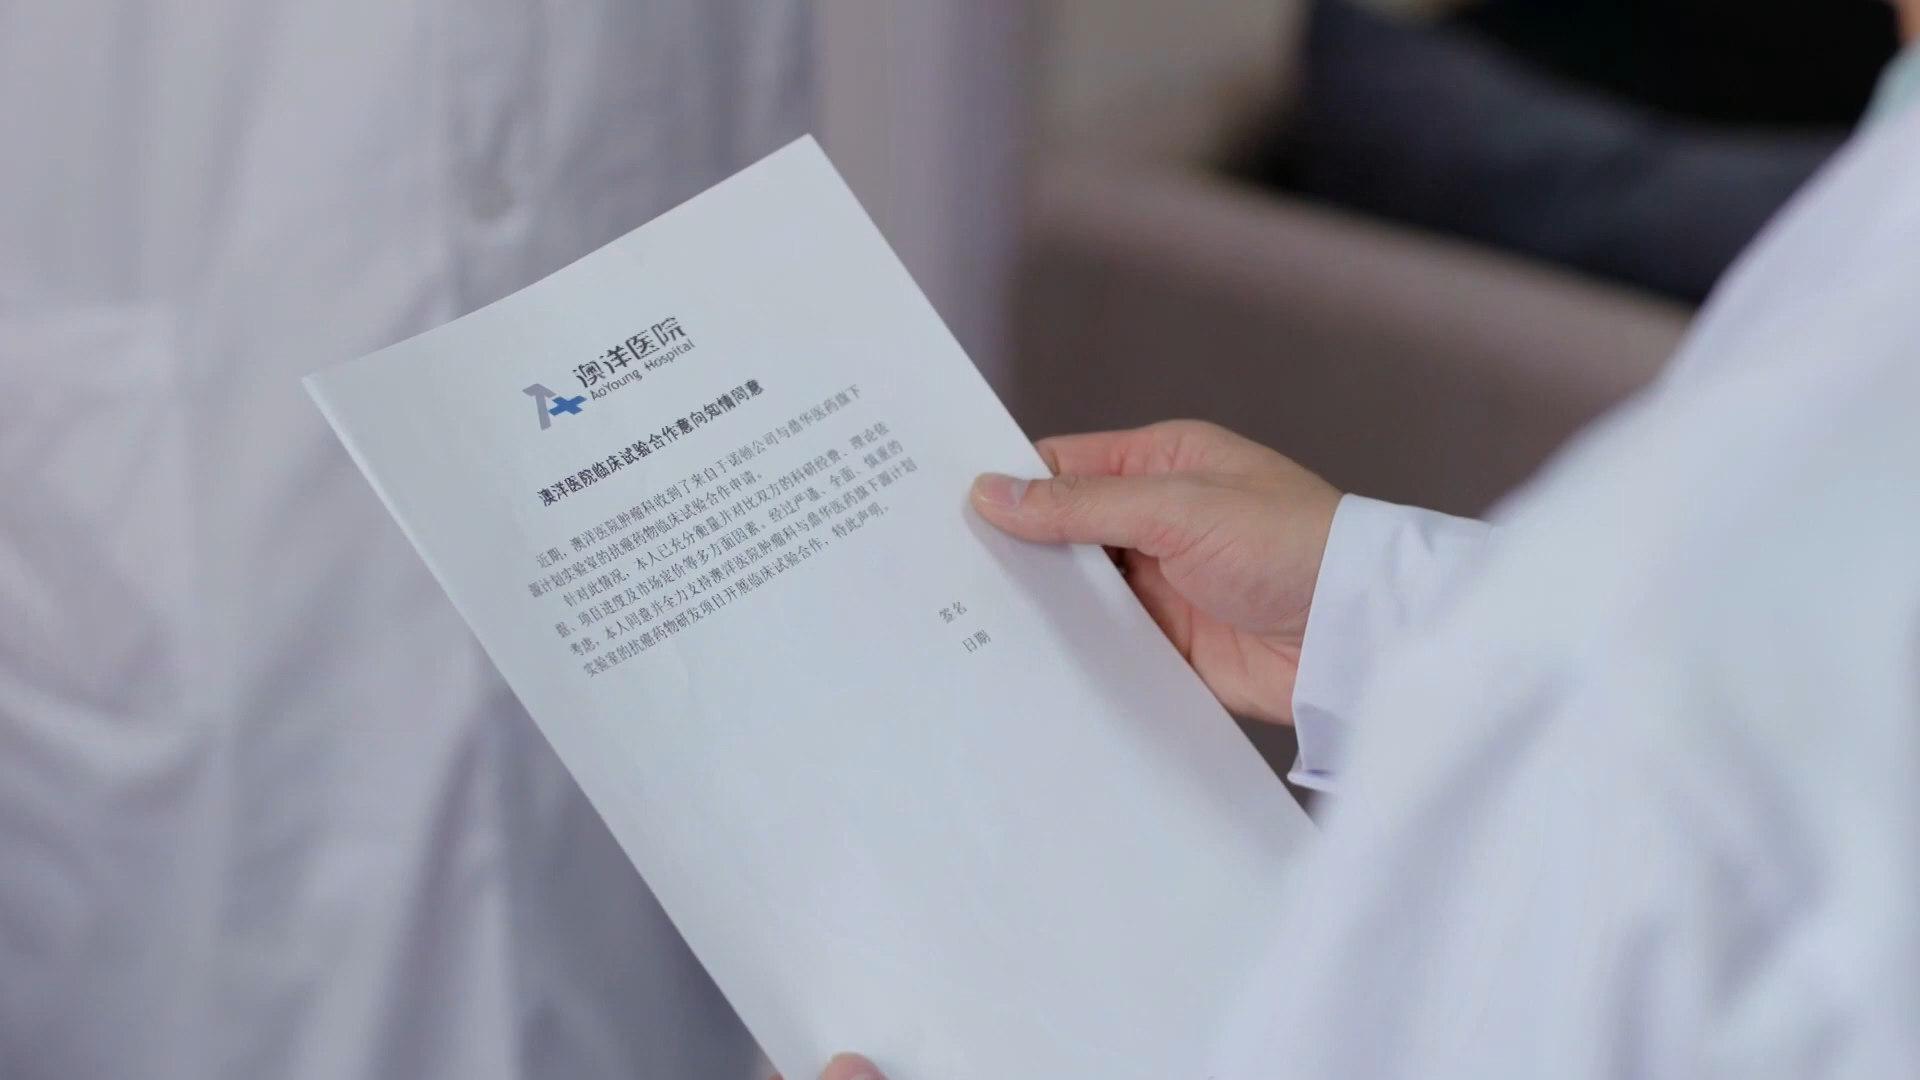 澳洋医院
AoYoung Hospital
澳洋医院临床试验合作意向知情同意
近期，澳洋医院肿瘤科收到了来自于诺顿公司与鼎华医药旗下
源计划实验室的抗癌药物临床试验合作申请。
针对此情况，本人已充分衡量并对比双方的科研经费、理论依
据、项目进度及市场定价等多方面因素。经过严谨、全面、慎重的
考虑，本人同意并全力支持澳洋医院肿瘤科与鼎华医药旗下源计划
实验室的抗癌药物研发项目开展临床试验合作，特此声明。
签名
日期